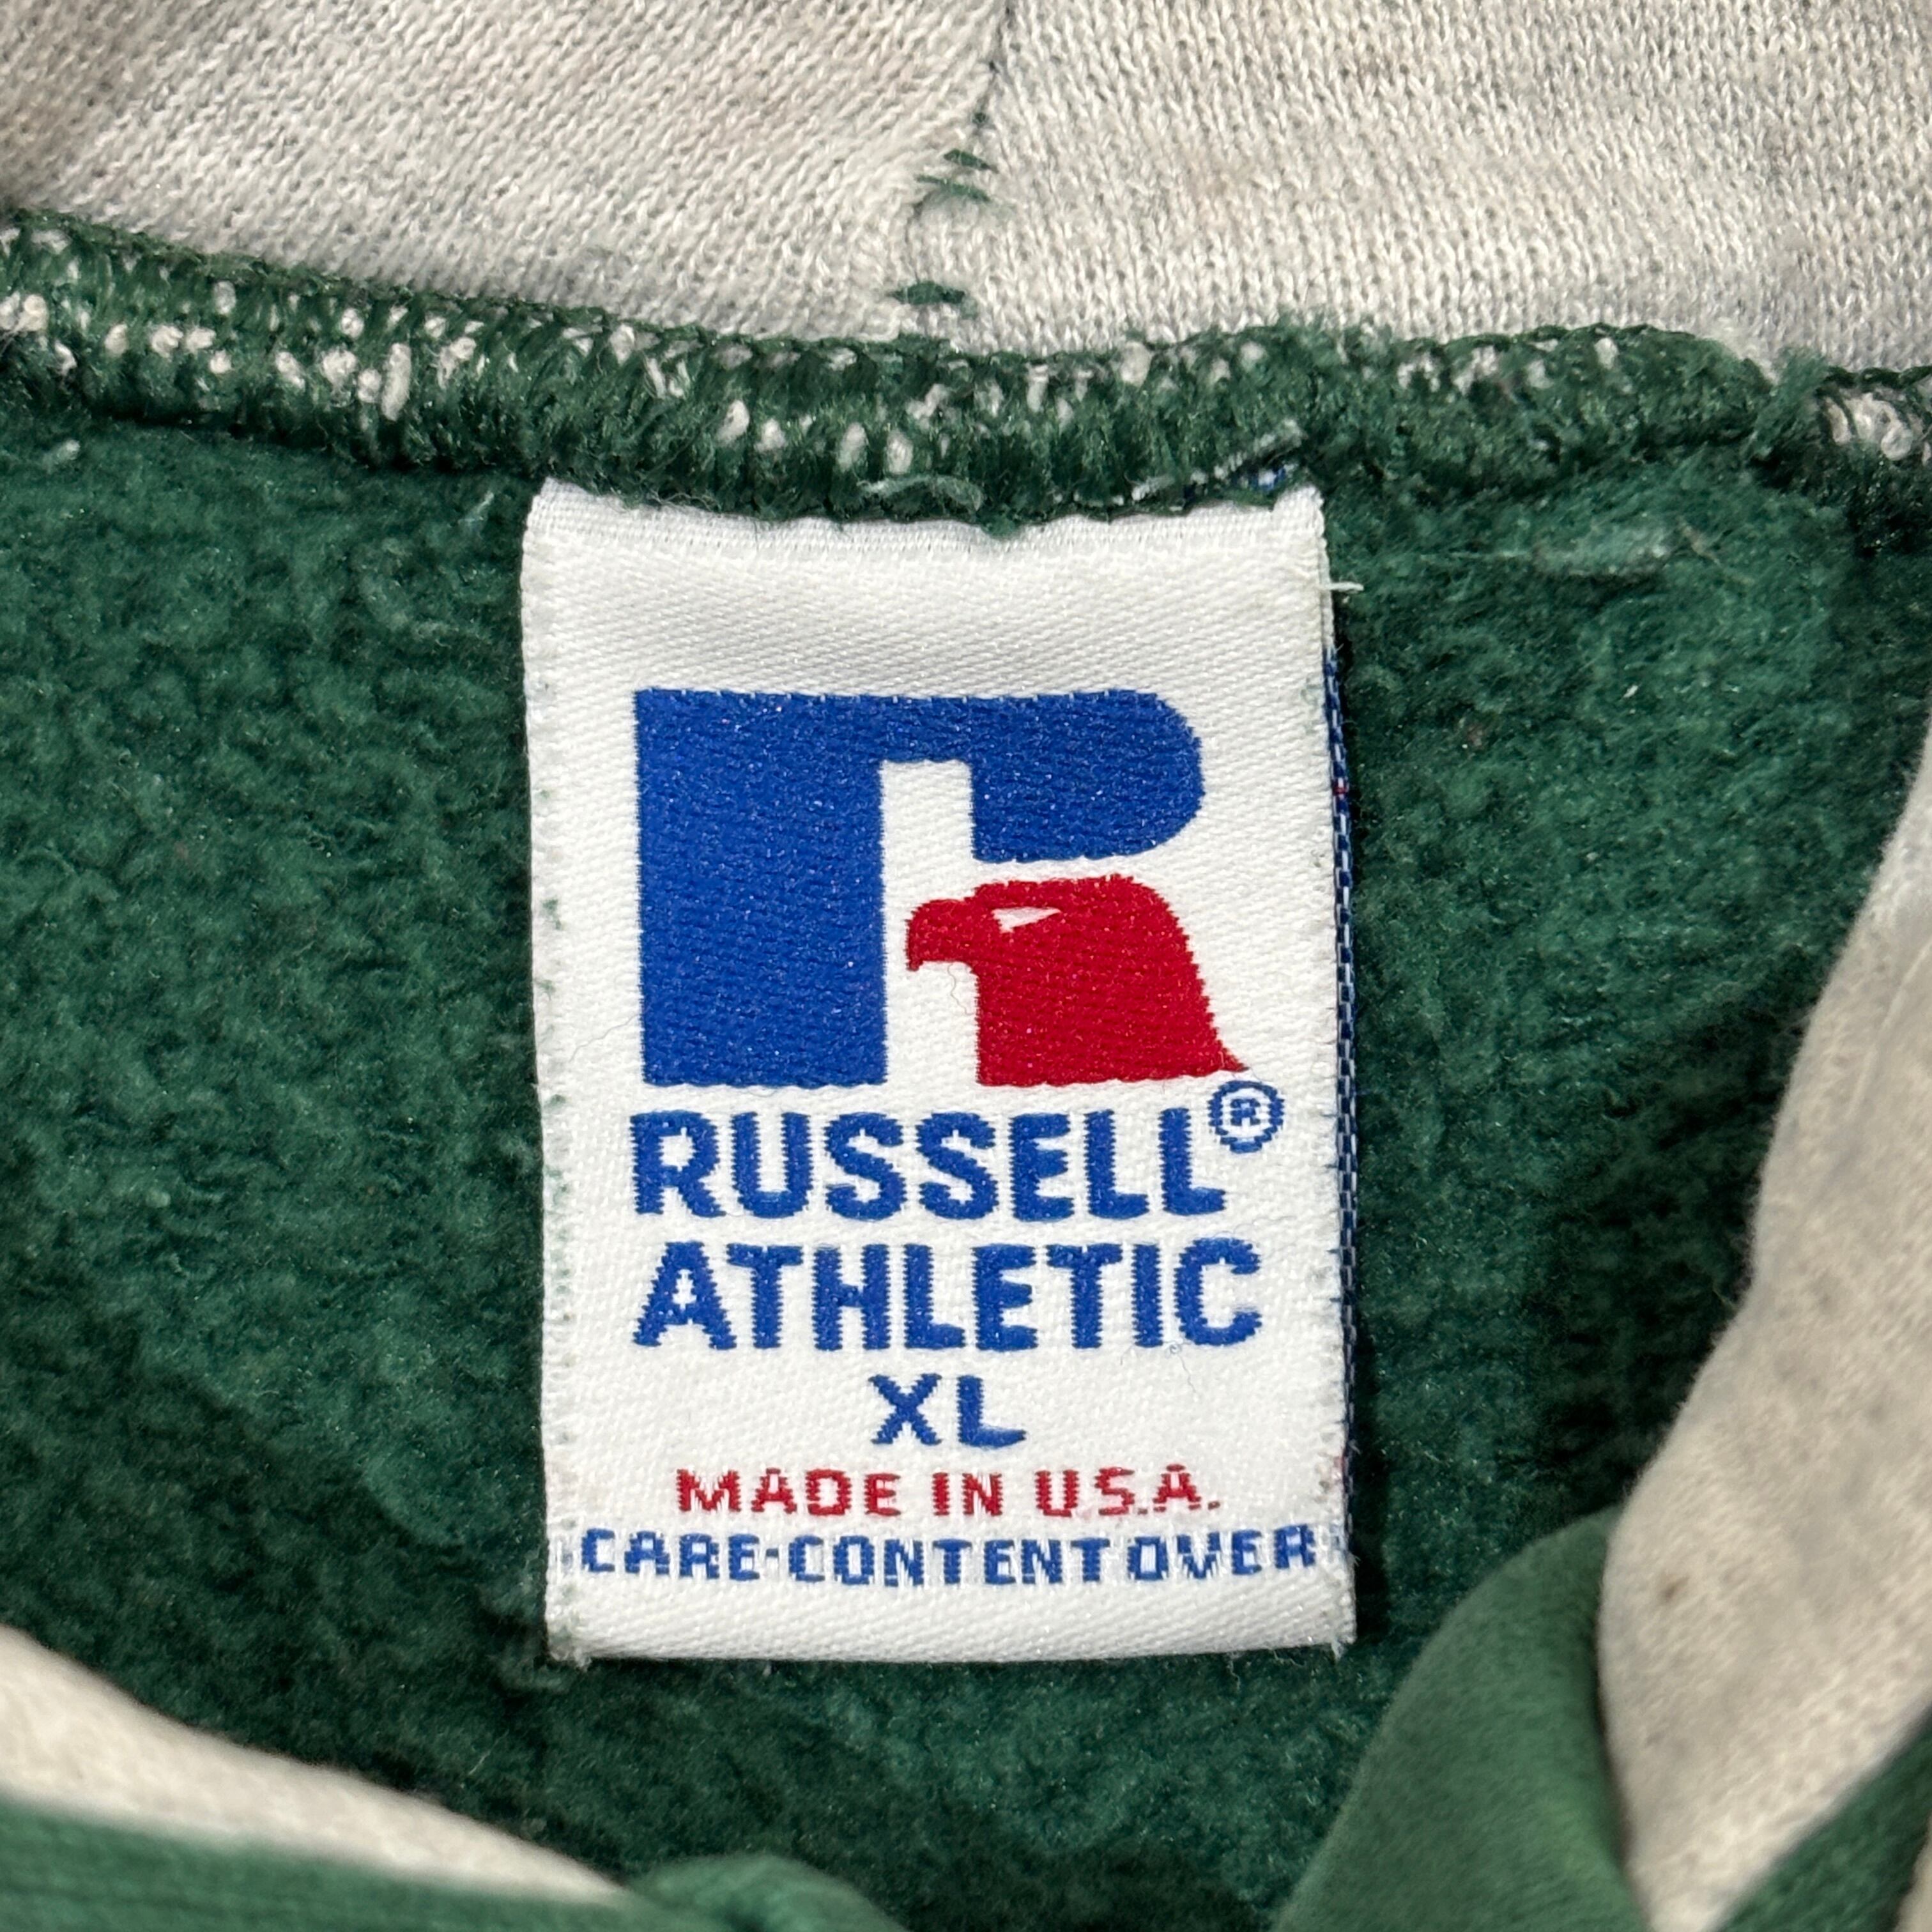 RUSSELL®
ATHLETIC
XL
MADE IN U.S.A.
CARE·CONTENT OVER